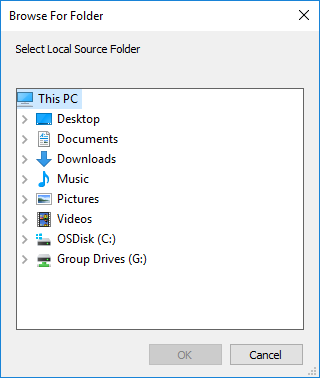 Browse For Folder
Select Local Source Folder
This PC
Desktop
Documents
Downloads
Music
Pictures
Videos
OSDisk (C:)
Group Drives (G:)
OK
Cancel